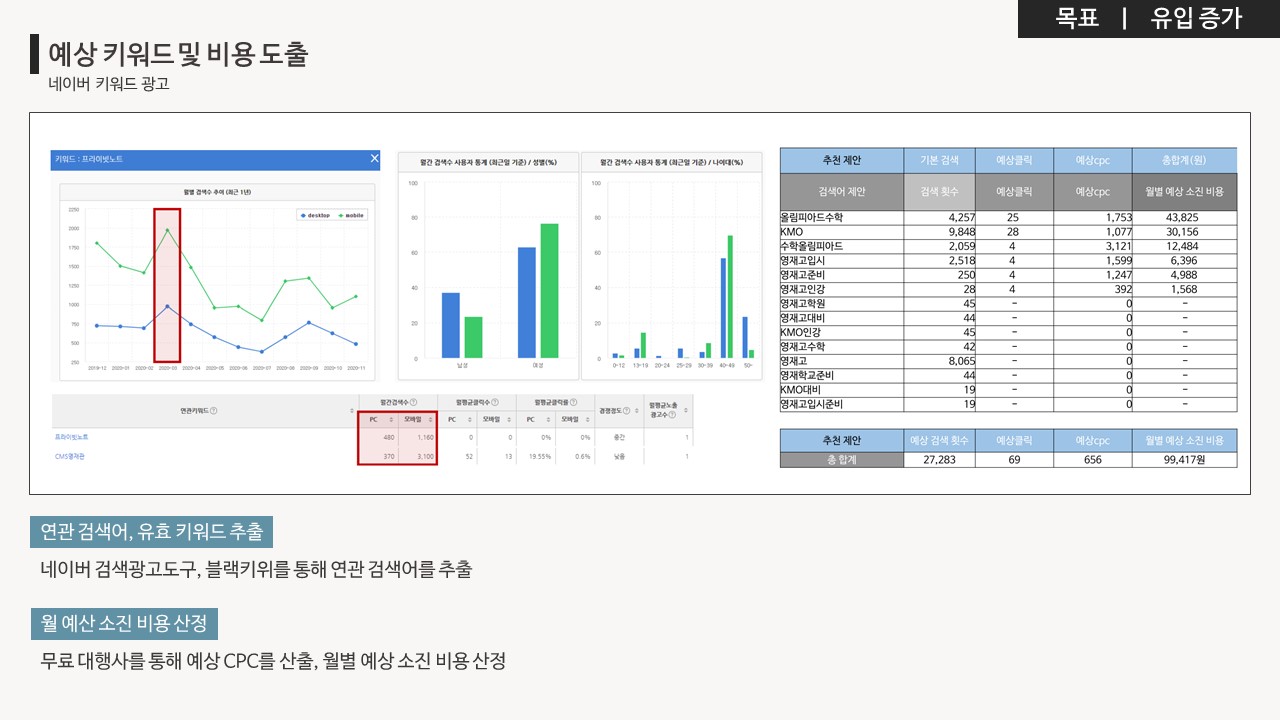 목표 | 유입 증가
예상 키워드 및 비용 도출
네이버 키워드 광고
키워드 : 프라이빗노트 X
월별 검색수 추이 (최근 1년)
desktop mobile
2250
2000
1750
1500
1250
1000
750
500
250
2019-12 2020-01 2020-02 2020-03 2020-04 2020-05 2020-06 2020-07 2020-08 2020-09 2020-10 2020-11
월간 검색수 사용자 통계 (최근일 기준) / 성별(%)
100
80
60
40
20
0
남성 여성
월간 검색수 사용자 통계 (최근일 기준) / 나이대(%)
100
80
60
40
20
0
0-12 13-19 20-24 25-29 30-39 40-49 50-
연관키워드 월간검색수 월평균클릭수 월평균클릭률 경쟁정도 월평균노출 광고수
PC 모바일 PC 모바일 PC 모바일
프라이빗노트 480 1,160 0 0 0% 0% 중간 1
CMS영재관 370 3,100 52 13 19.55% 0.6% 낮음 1
추천 제안 기본 검색 예상클릭 예상cpc 총합계(원)
검색어 제안 검색 횟수 예상클릭 예상cpc 월별 예상 소진 비용
올림피아드수학 4,257 25 1,753 43,825
KMO 9,848 28 1,077 30,156
수학올림피아드 2,059 4 3,121 12,484
영재고입시 2,518 4 1,599 6,396
영재고준비 250 4 1,247 4,988
영재고인강 28 4 392 1,568
영재고학원 45 - 0 -
영재고대비 44 - 0 -
KMO인강 45 - 0 -
영재고수학 42 - 0 -
영재고 8,065 - 0 -
영재학교준비 44 - 0 -
KMO대비 19 - 0 -
영재고입시준비 19 - 0 -
추천 제안 예상 검색 횟수 예상클릭 예상cpc 월별 예상 소진 비용
총 합계 27,283 69 656 99,417원
연관 검색어, 유효 키워드 추출
네이버 검색광고도구, 블랙키위를 통해 연관 검색어를 추출
월 예산 소진 비용 산정
무료 대행사를 통해 예상 CPC를 산출, 월별 예상 소진 비용 산정